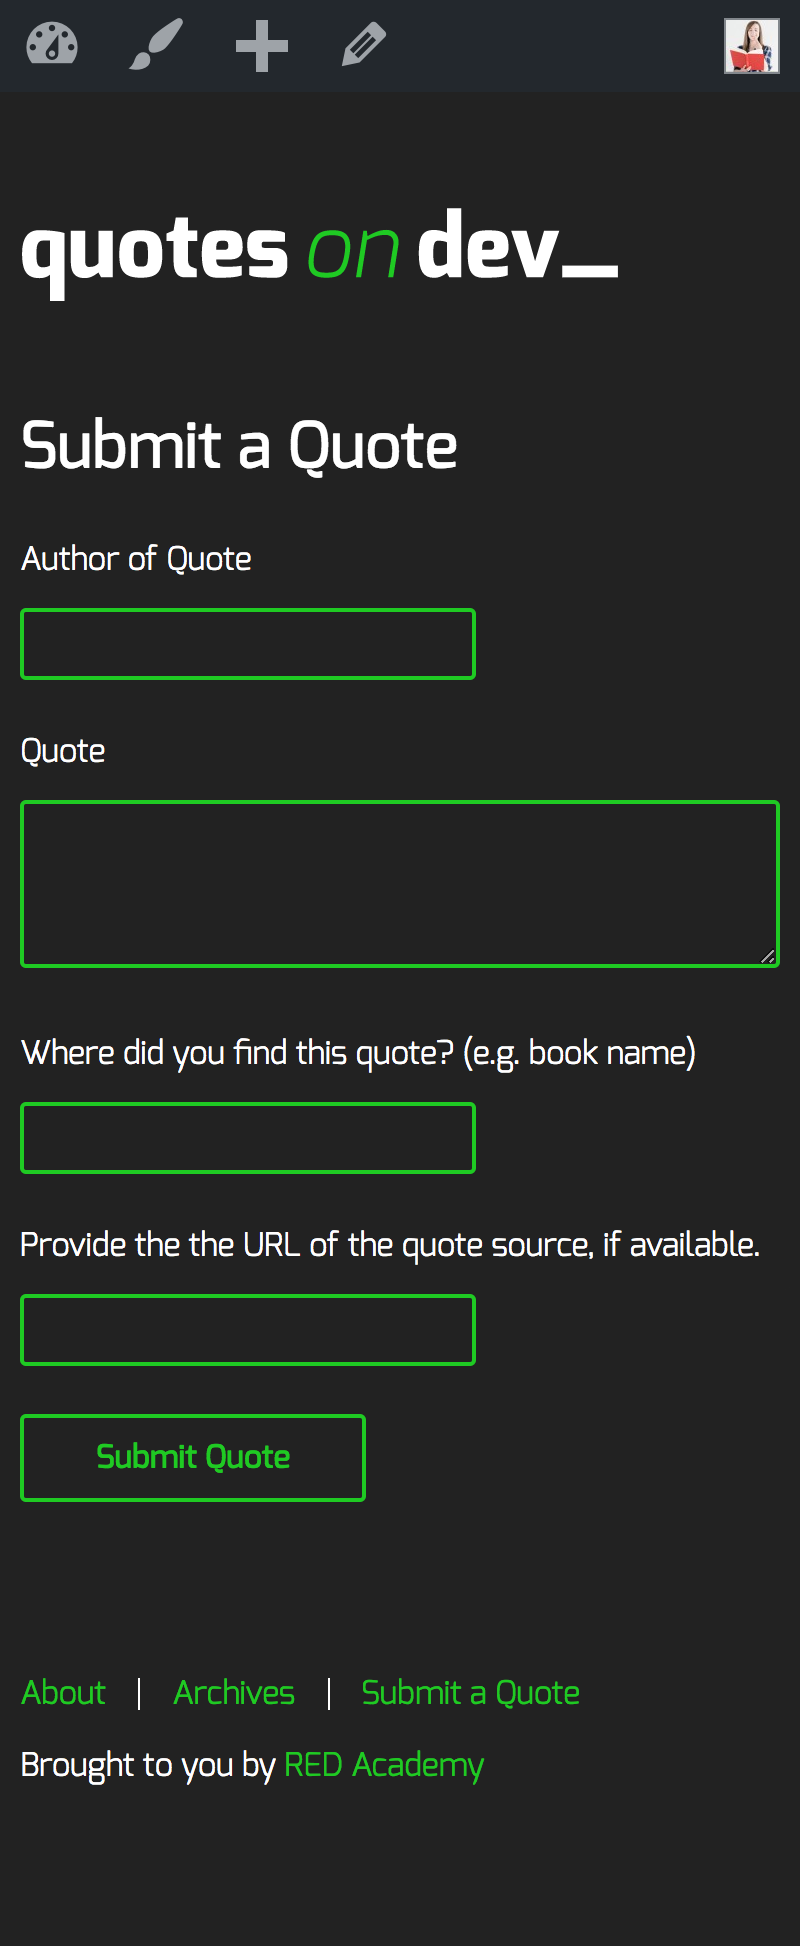 quotes on dev_
Submit a Quote
Author of Quote
Quote
Where did you find this quote? (e.g. book name)
Provide the the URL of the quote source, if available.
Submit Quote
About | Archives | Submit a Quote
Brought to you by RED Academy